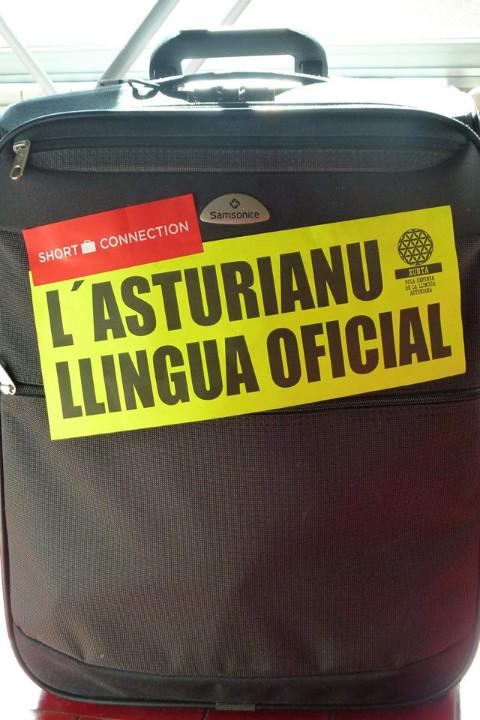 Samsonite
SHORT CONNECTION
L´ASTURIANU
LLINGUA OFICIAL
XUNTA
POLA DEFENSA
DE LA LLINGUA
ASTURIANA